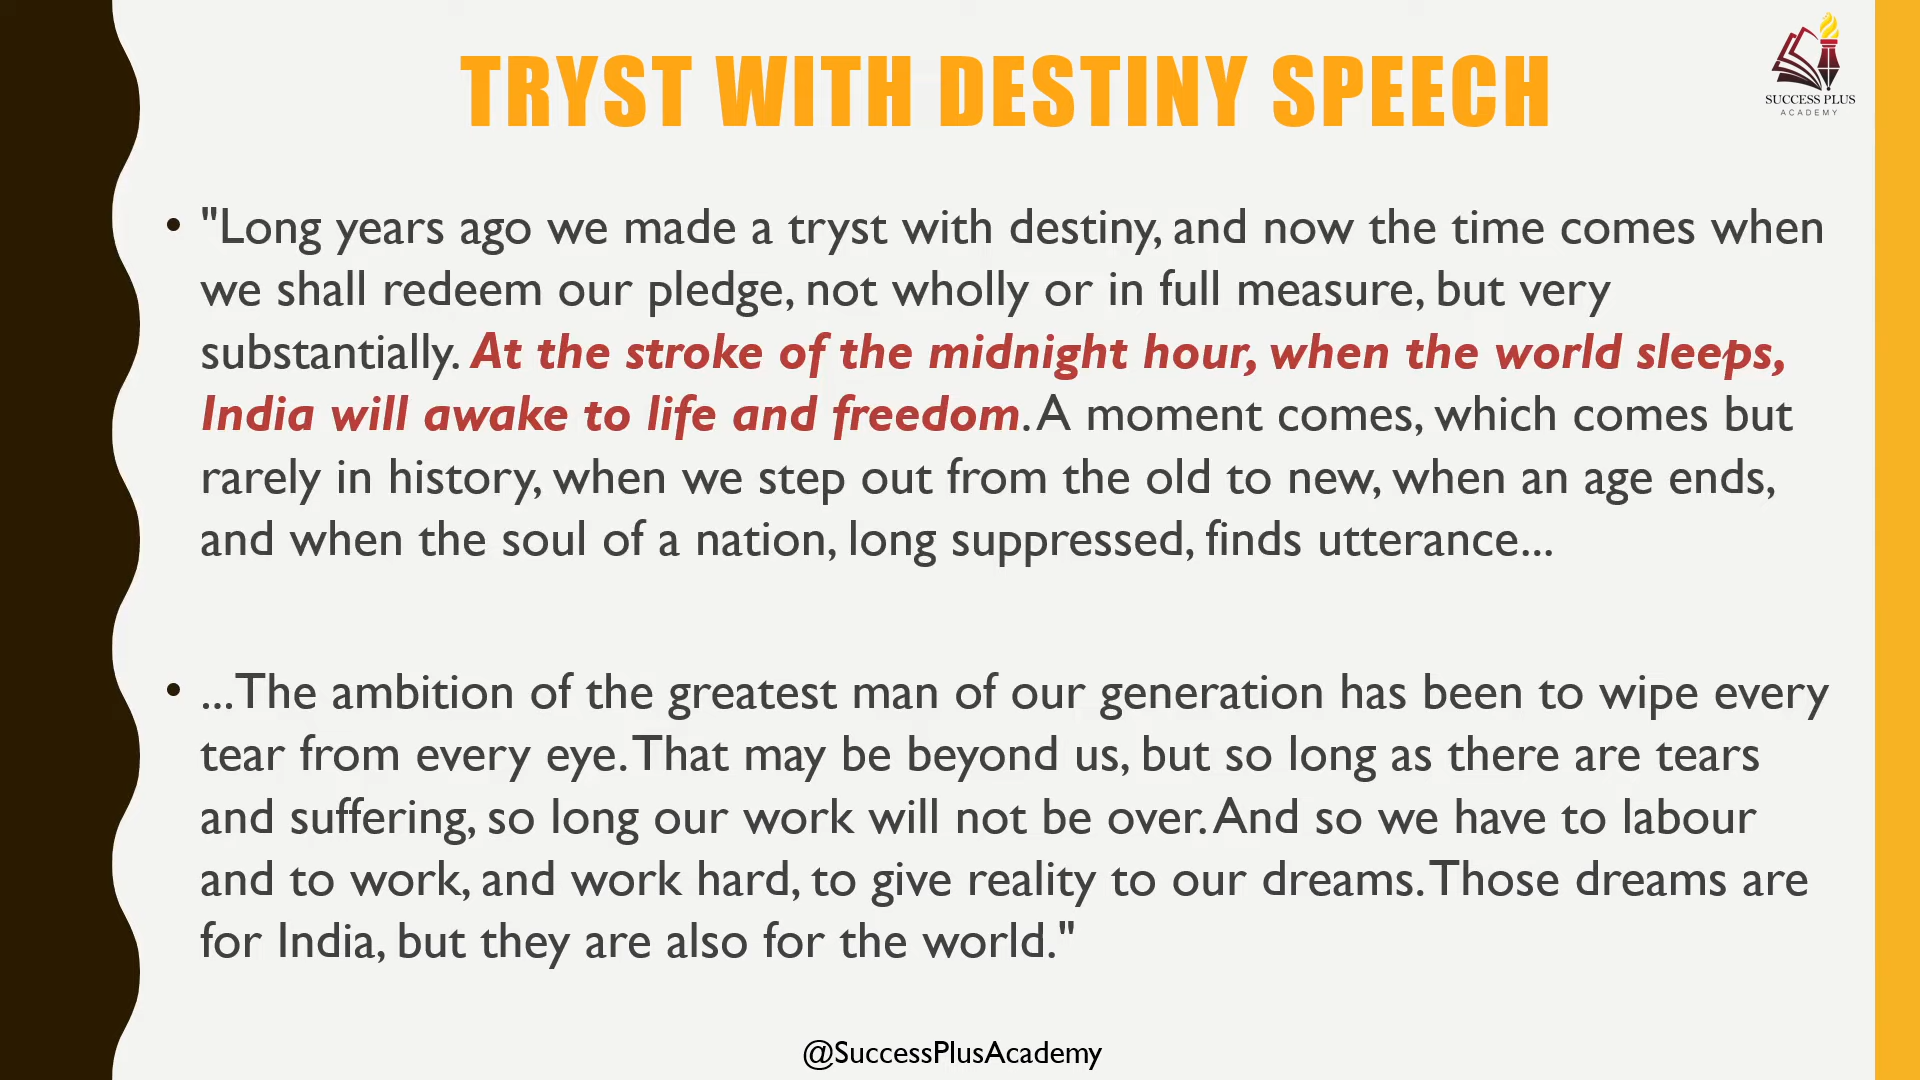 TRYST WITH DESTINY SPEECH
SUCCESS PLUS
ACADEMY
• "Long years ago we made a tryst with destiny, and now the time comes when
we shall redeem our pledge, not wholly or in full measure, but very
substantially. At the stroke of the midnight hour, when the world sleeps,
India will awake to life and freedom. A moment comes, which comes but
rarely in history, when we step out from the old to new, when an age ends,
and when the soul of a nation, long suppressed, finds utterance...
• ...The ambition of the greatest man of our generation has been to wipe every
tear from every eye. That may be beyond us, but so long as there are tears
and suffering, so long our work will not be over. And so we have to labour
and to work, and work hard, to give reality to our dreams. Those dreams are
for India, but they are also for the world."
@SuccessPlusAcademy